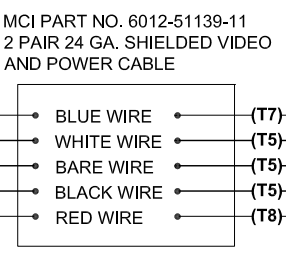 MCI PART NO. 6012-51139-11
2 PAIR 24 GA. SHIELDED VIDEO
AND POWER CABLE
BLUE WIRE (T7)
WHITE WIRE (T5)
BARE WIRE (T5)
BLACK WIRE (T5)
RED WIRE (T8)